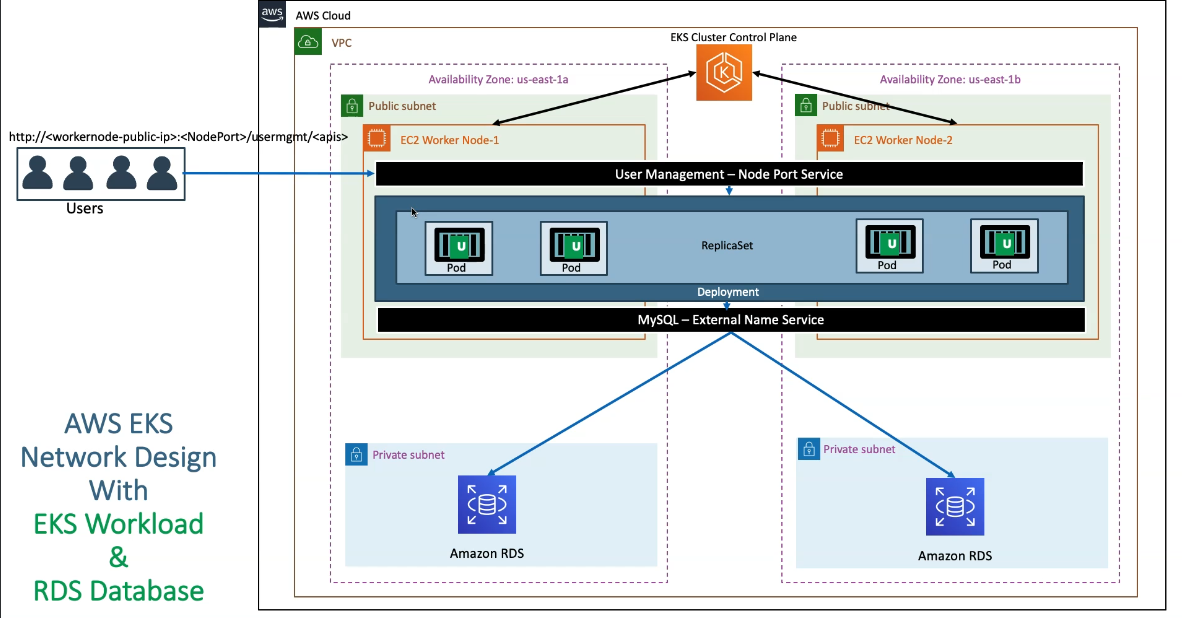 aws
AWS Cloud
VPC
EKS Cluster Control Plane
Availability Zone: us-east-1a
Availability Zone: us-east-1b
Public subnet
Public subnet
http://<workernode-public-ip>:<NodePort>/usermgmt/<apis>
EC2 Worker Node-1
EC2 Worker Node-2
Users
User Management – Node Port Service
U
U
U
U
Pod
Pod
ReplicaSet
Pod
Pod
Deployment
MySQL – External Name Service
AWS EKS
Network Design
With
EKS Workload
&
RDS Database
Private subnet
Private subnet
Amazon RDS
Amazon RDS
K